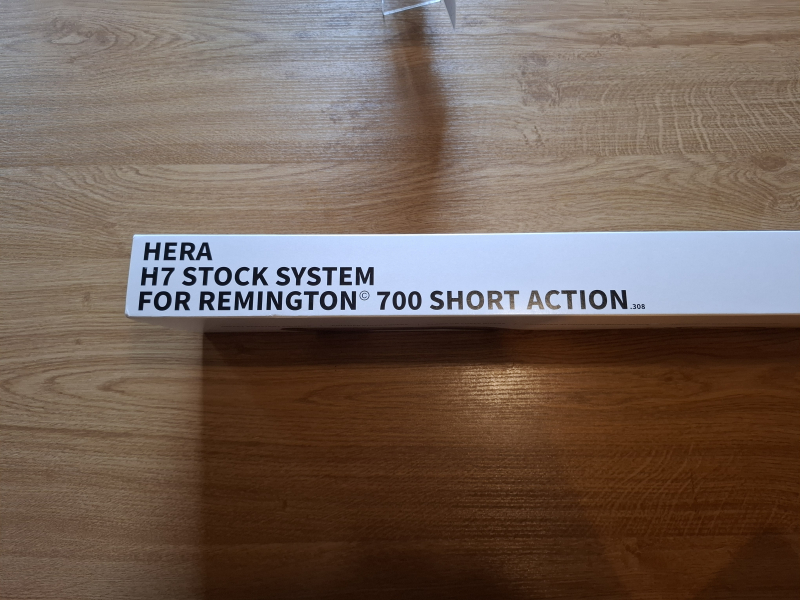 HERA
H7 STOCK SYSTEM
FOR REMINGTON© 700 SHORT ACTION.308